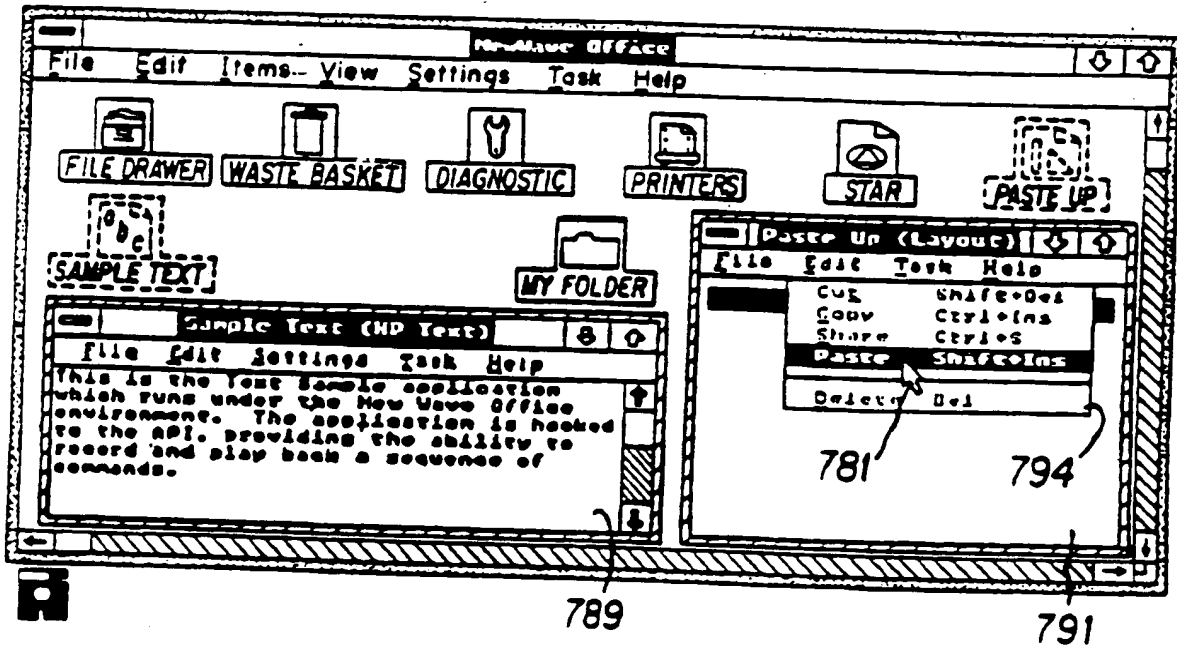 NewWave Office
File Edit Items View Settings Task Help
FILE DRAWER WASTE BASKET DIAGNOSTIC PRINTERS STAR PASTE UP
SAMPLE TEXT MY FOLDER
Paste Up (Layout)
File Edit Task Help
Cut Shift+Del
Copy Ctrl+Ins
Share Ctrl+S
Paste Shift+Ins
Delete Del
Sample Text (HP Text)
File Edit Settings Task Help
This is the Text Sample application
which runs under the New Wave Office
environment. The application is hooked
to the API, providing the ability to
record and play back a sequence of
commands.
781 794
789 791